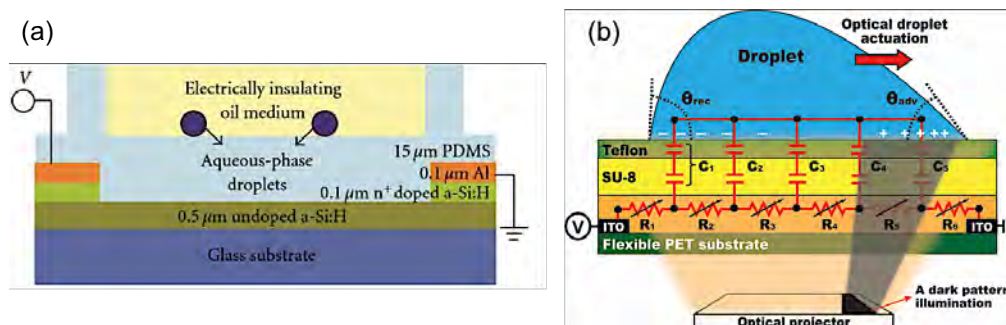 (a)
V
Electrically insulating
oil medium
Aqueous-phase
droplets
15 μm PDMS
0.1 μm Al
0.1 μm n+ doped a-Si:H
0.5 μm undoped a-Si:H
Glass substrate
(b)
Optical droplet
actuation
Droplet
θrec
θadv
Teflon
SU-8
C1
C2
C3
C4
C5
V
ITO
R1
R2
R3
R4
R5
R6
ITO
Flexible PET substrate
A dark pattern
illumination
Optical projector